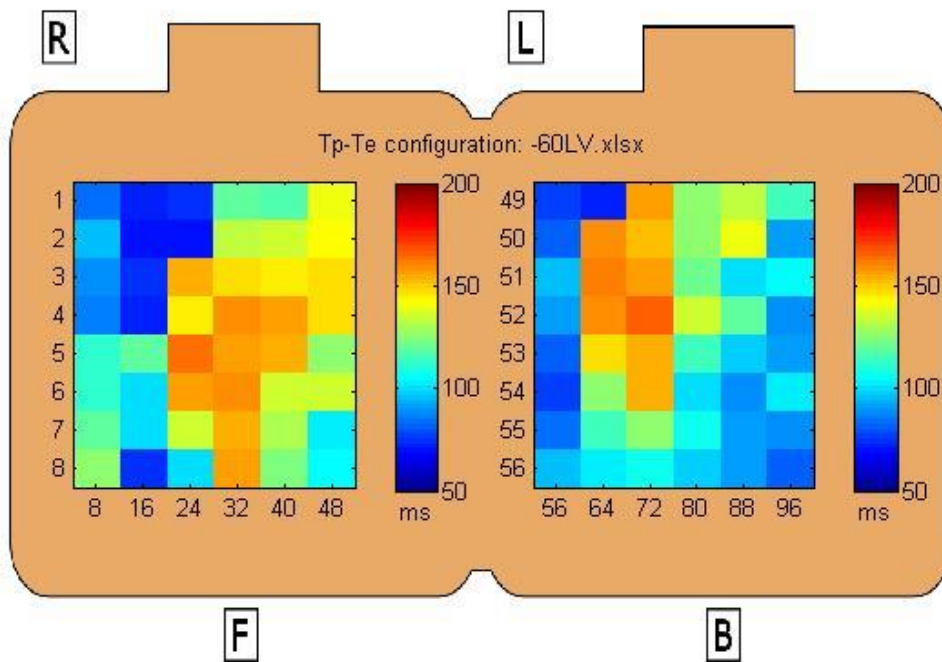 R L
Tp-Te configuration: -60LV.xlsx
1 200 49 200
2 50
3 150 51 150
4 52
5 53
6 100 54 100
7 55
8 50 56 50
8 16 24 32 40 48 ms 56 64 72 80 88 96 ms
F B